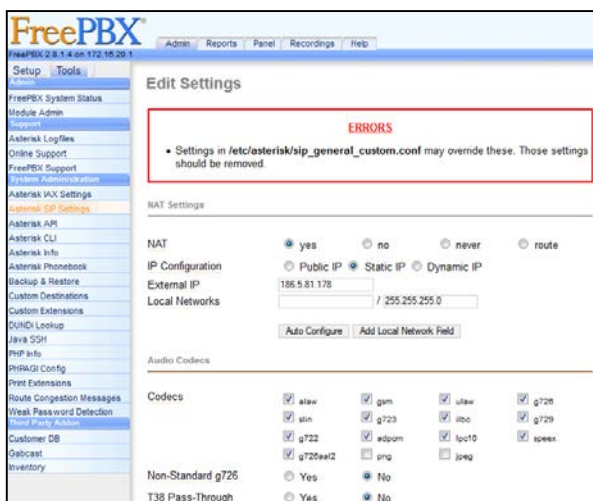 FreePBX
Admin Reports Panel Recordings Help
FreePBX 2.8.1.4 on 172.16.20.1
Setup Tools
Admin
FreePBX System Status
Module Admin
Support
Asterisk Logfiles
Online Support
FreePBX Support
System Administration
Asterisk IAX Settings
Asterisk SIP Settings
Asterisk API
Asterisk CLI
Asterisk Info
Asterisk Phonebook
Backup & Restore
Custom Destinations
Custom Extensions
DUNDi Lookup
Java SSH
PHP Info
PHPAGI Config
Print Extensions
Route Congestion Messages
Weak Password Detection
Third Party Addon
Customer DB
Gabcast
Inventory
Edit Settings
ERRORS
• Settings in /etc/asterisk/sip_general_custom.conf may override these. Those settings
should be removed.
NAT Settings
NAT yes no never route
IP Configuration Public IP Static IP Dynamic IP
External IP 186.5.81.178
Local Networks / 255.255.255.0
Auto Configure Add Local Network Field
Audio Codecs
Codecs alaw gsm ulaw g726
slin g723 ilbc g729
g722 adpcm lpc10 speex
g726aal2 png jpeg
Non-Standard g726 Yes No
T38 Pass-Through Yes No